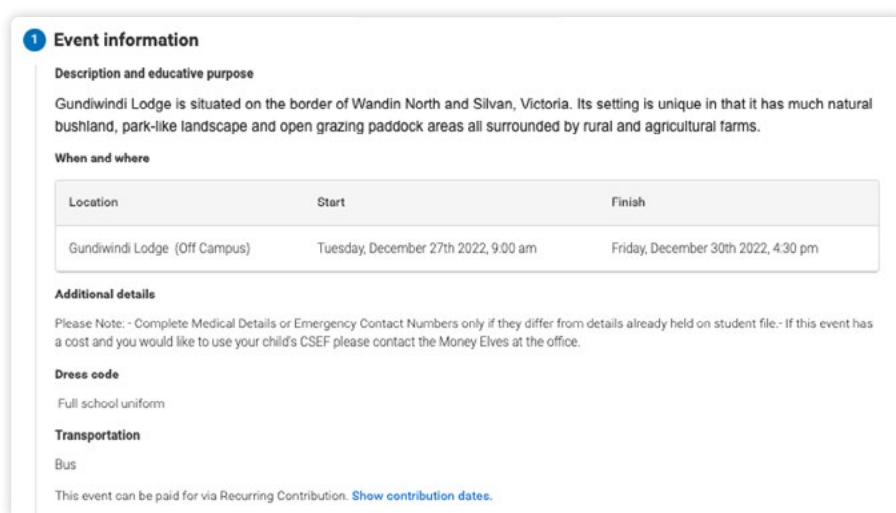 1 Event information
Description and educative purpose
Gundiwindi Lodge is situated on the border of Wandin North and Silvan, Victoria. Its setting is unique in that it has much natural
bushland, park-like landscape and open grazing paddock areas all surrounded by rural and agricultural farms.
When and where
Location Start Finish
Gundiwindi Lodge (Off Campus) Tuesday, December 27th 2022, 9:00 am Friday, December 30th 2022, 4:30 pm
Additional details
Please Note: - Complete Medical Details or Emergency Contact Numbers only if they differ from details already held on student file.- If this event has
a cost and you would like to use your child's CSEF please contact the Money Elves at the office.
Dress code
Full school uniform
Transportation
Bus
This event can be paid for via Recurring Contribution. Show contribution dates.